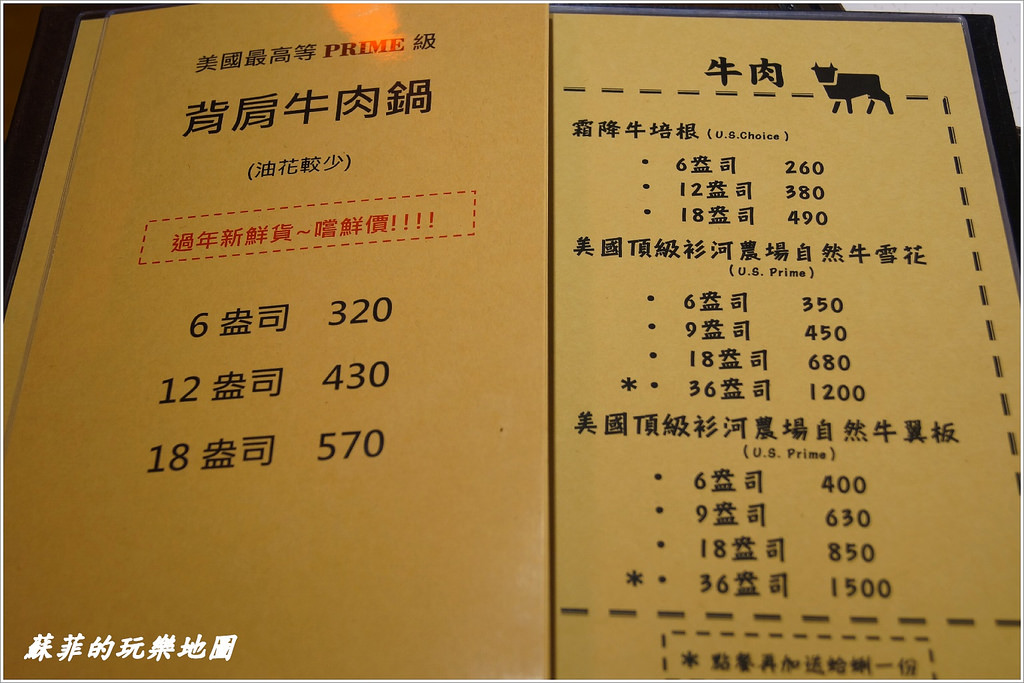 美國最高等 PRIME 級
背肩牛肉鍋
(油花較少)
過年新鮮貨~嚐鮮價!!!!
6 盎司 320
12 盎司 430
18 盎司 570
牛肉
霜降牛培根 (U.S.Choice)
· 6盎司 260
· 12盎司 380
· 18盎司 490
美國頂級衫河農場自然牛雪花
(U.S. Prime)
· 6盎司 350
· 9盎司 450
· 18盎司 680
*· 36盎司 1200
美國頂級衫河農場自然牛翼板
(U.S. Prime)
· 6盎司 400
· 9盎司 630
· 18盎司 850
*· 36盎司 1500
* 點餐再加送蛤蜊一份
蘇菲的玩樂地圖